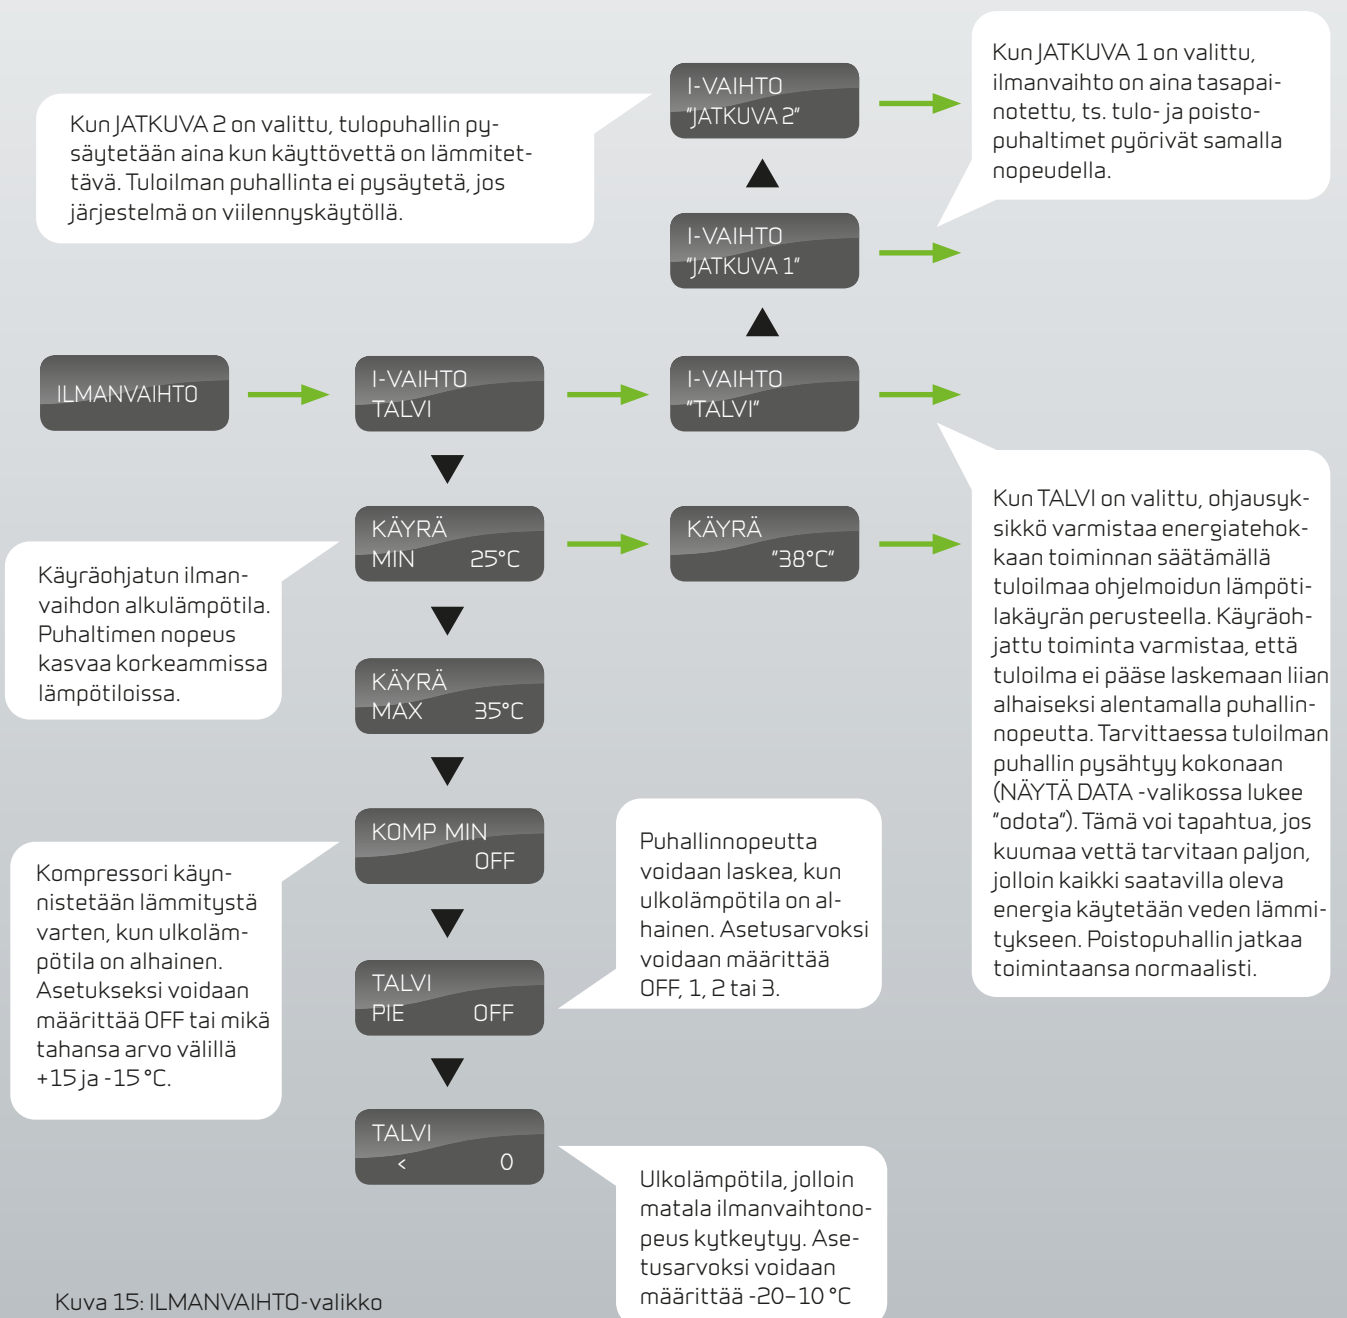 Kun JATKUVA 2 on valittu, tulopuhallin py-
säytetään aina kun käyttövettä on lämmitet-
tävä. Tuloilman puhallinta ei pysäytetä, jos
järjestelmä on viilennyskäytöllä.
I-VAIHTO
"JATKUVA 2"
Kun JATKUVA 1 on valittu,
ilmanvaihto on aina tasapai-
notettu, ts. tulo- ja poisto-
puhaltimet pyörivät samalla
nopeudella.
I-VAIHTO
"JATKUVA 1"
ILMANVAIHTO
I-VAIHTO
TALVI
I-VAIHTO
"TALVI"
KÄYRÄ
MIN 25°C
KÄYRÄ
"38°C"
Kun TALVI on valittu, ohjausyk-
sikkö varmistaa energiatehok-
kaan toiminnan säätämällä
tuloilmaa ohjelmoidun lämpöti-
lakäyrän perusteella. Käyräoh-
jattu toiminta varmistaa, että
tuloilma ei pääse laskemaan liian
alhaiseksi alentamalla puhallin-
nopeutta. Tarvittaessa tuloilman
puhallin pysähtyy kokonaan
(NÄYTÄ DATA -valikossa lukee
"odota"). Tämä voi tapahtua, jos
kuumaa vettä tarvitaan paljon,
jolloin kaikki saatavilla oleva
energia käytetään veden lämmi-
tykseen. Poistopuhallin jatkaa
toimintaansa normaalisti.
Käyräohjatun ilman-
vaihdon alkulämpötila.
Puhaltimen nopeus
kasvaa korkeammissa
lämpötiloissa.
KÄYRÄ
MAX 35°C
KOMP MIN
OFF
Kompressori käyn-
nistetään lämmitystä
varten, kun ulkoläm-
pötila on alhainen.
Asetukseksi voidaan
määrittää OFF tai mikä
tahansa arvo välillä
+15 ja -15 °C.
Puhallinnopeutta
voidaan laskea, kun
ulkolämpötila on al-
hainen. Asetusarvoksi
voidaan määrittää
OFF, 1, 2 tai 3.
TALVI
PIE OFF
TALVI
< 0
Ulkolämpötila, jolloin
matala ilmanvaihtono-
peus kytkeytyy. Ase-
tusarvoksi voidaan
määrittää -20–10 °C
Kuva 15: ILMANVAIHTO-valikko